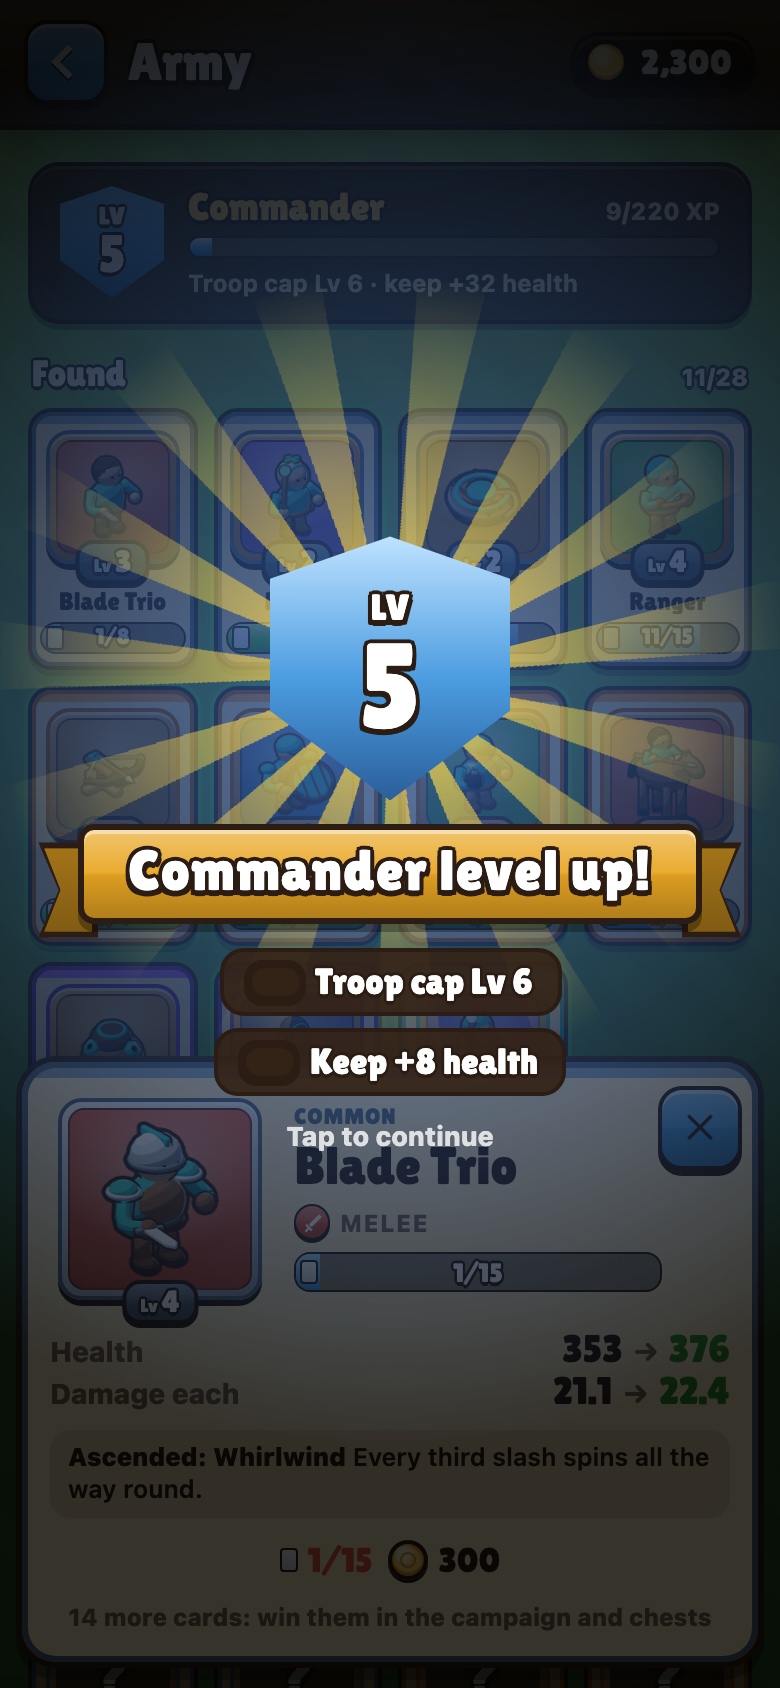 Army
2,300
LV
5
Commander
9/220 XP
Troop cap Lv 6 · keep +32 health
Found
11/28
Lv 3
2
Lv 4
Blade Trio
Ranger
1/8
11/15
LV
5
Commander level up!
Troop cap Lv 6
Keep +8 health
COMMON
Tap to continue
Blade Trio
MELEE
1/15
Lv 4
Health
353 → 376
Damage each
21.1 → 22.4
Ascended: Whirlwind Every third slash spins all the
way round.
1/15
300
14 more cards: win them in the campaign and chests